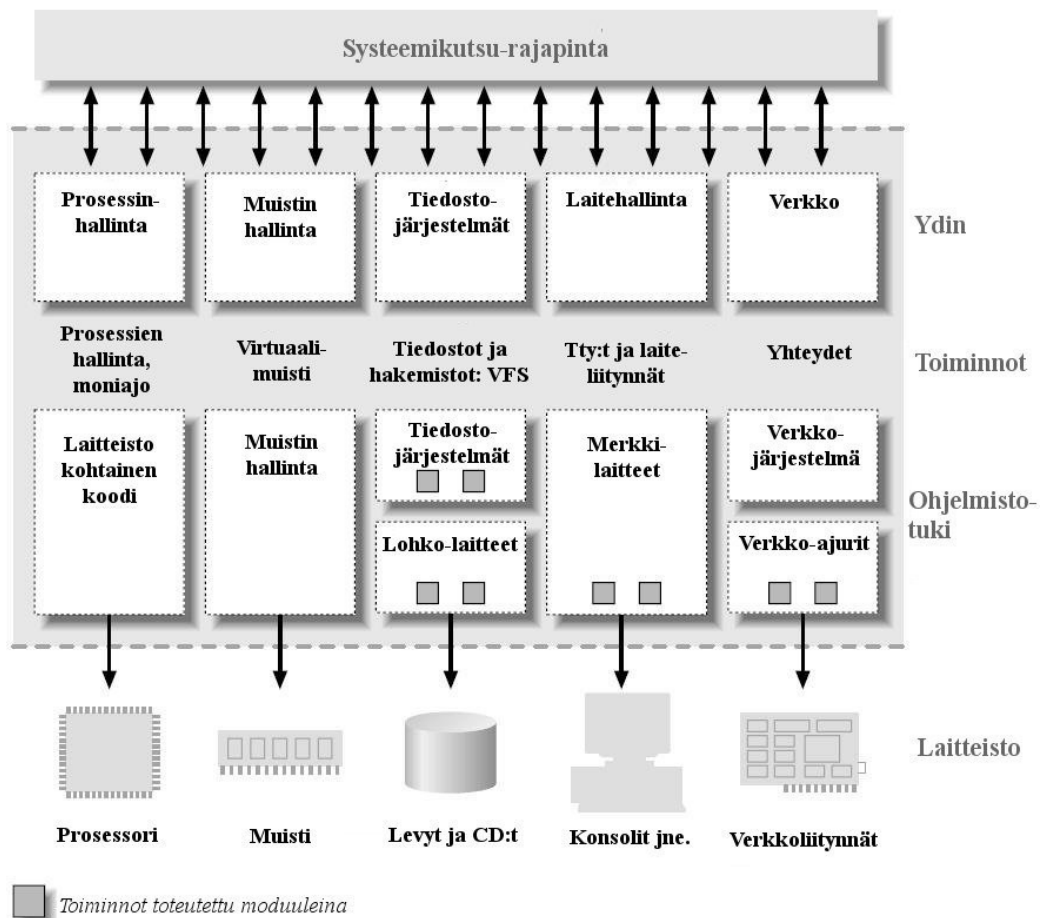 Systeemikutsu-rajapinta
Prosessin-
hallinta
Muistin
hallinta
Tiedosto-
järjestelmät
Laitehallinta
Verkko
Ydin
Prosessien
hallinta,
moniajo
Virtuaali-
muisti
Tiedostot ja
hakemistot: VFS
Tty:t ja laite-
liitynnät
Yhteydet
Toiminnot
Laitteisto
kohtainen
koodi
Muistin
hallinta
Tiedosto-
järjestelmät
Lohko-laitteet
Merkki-
laitteet
Verkko-
järjestelmä
Verkko-ajurit
Ohjelmisto-
tuki
Laitteisto
Prosessori
Muisti
Levyt ja CD:t
Konsolit jne.
Verkkoliitynnät
Toiminnot toteutettu moduuleina